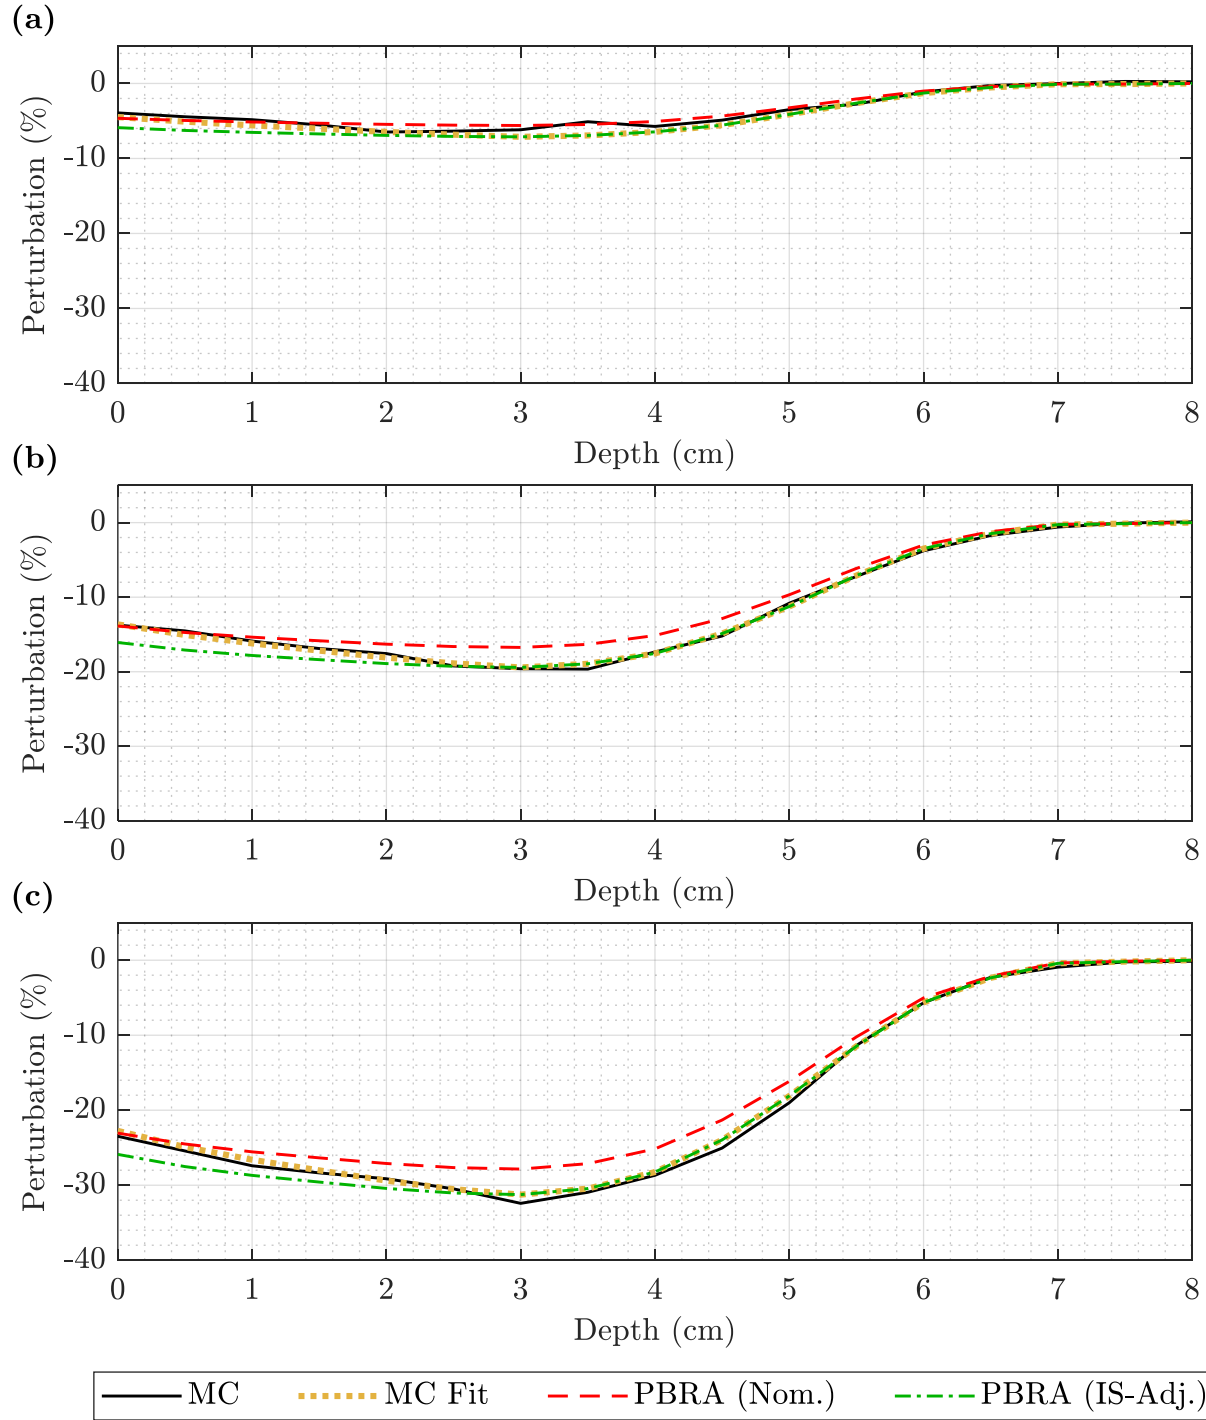 (a)
Perturbation (%)
0
-10
-20
-30
-40
0 1 2 3 4 5 6 7 8
Depth (cm)
(b)
Perturbation (%)
0
-10
-20
-30
-40
0 1 2 3 4 5 6 7 8
Depth (cm)
(c)
Perturbation (%)
0
-10
-20
-30
-40
0 1 2 3 4 5 6 7 8
Depth (cm)
MC MC Fit PBRA (Nom.) PBRA (IS-Adj.)